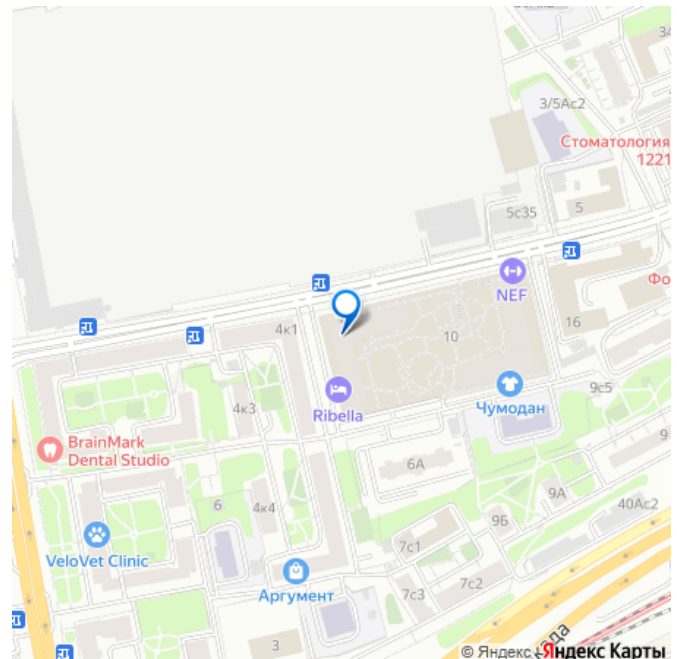 3/5Ас2
34
Стоматология
1221
5с35
5
NEF
Фо
4к1
10
16
Ribella
Чумодан
9с5
4к3
BrainMark
Dental Studio
6А
9
9А
40Ас2
6
4к4
9Б
VeloVet Clinic
7с1
Аргумент
7с3
7с2
3
© Яндекс
Яндекс Карты